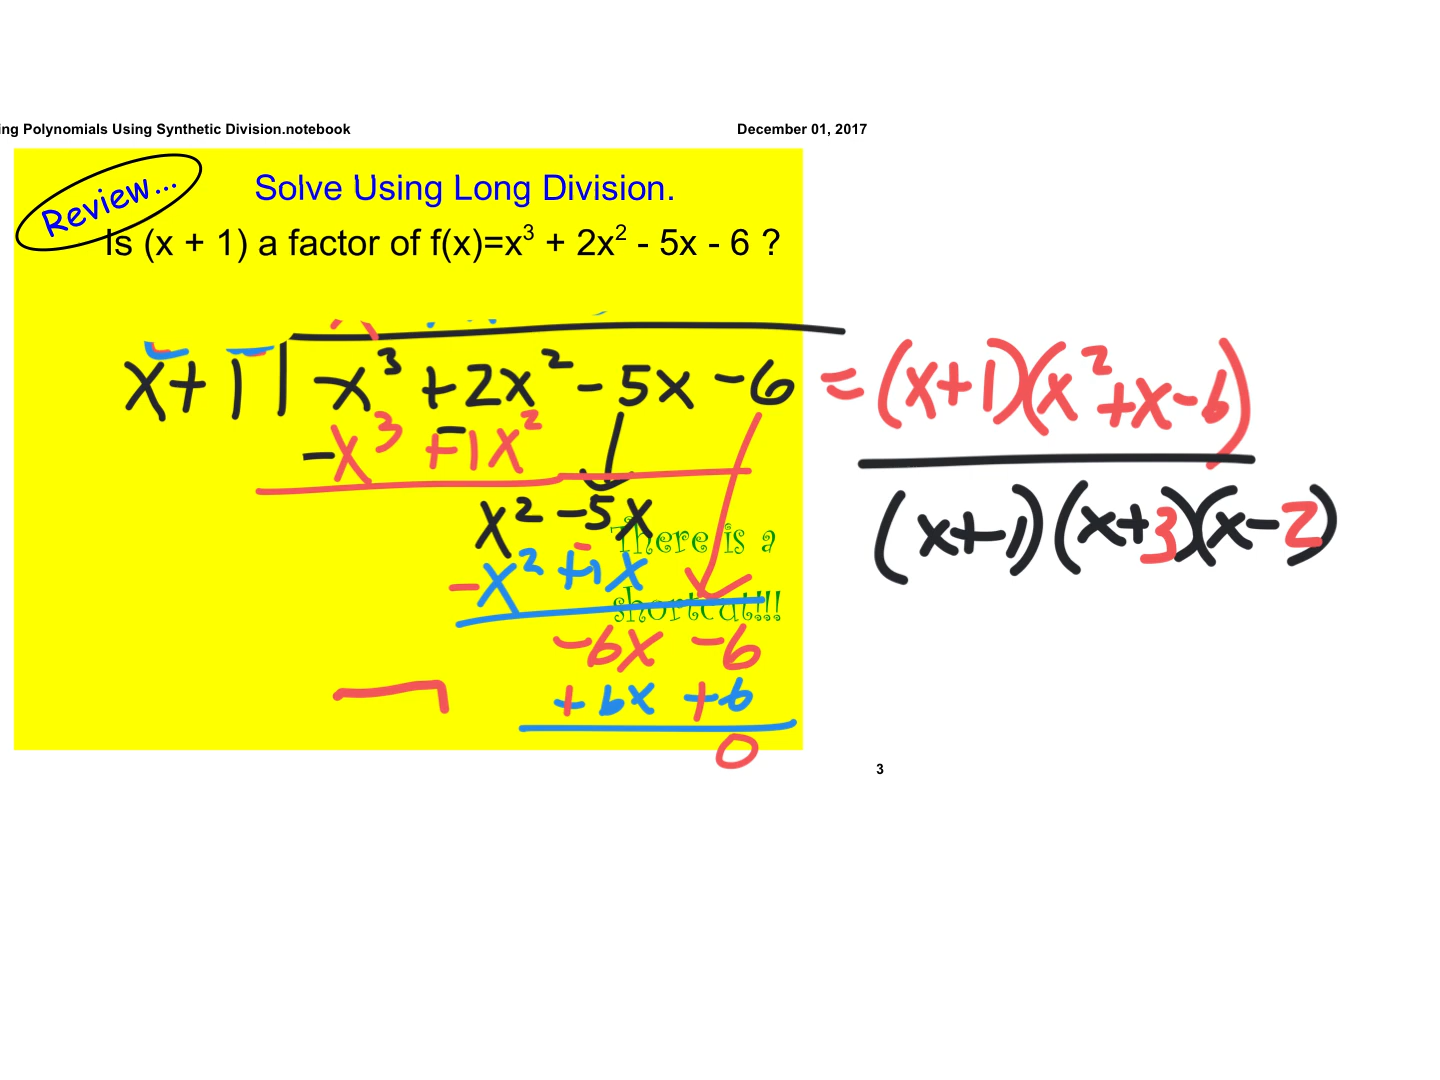 ing Polynomials Using Synthetic Division.notebook December 01, 2017
Review... Solve Using Long Division.
Is (x + 1) a factor of f(x)=x³ + 2x² - 5x - 6 ?
x+1 x³ +2x² -5x -6 = (x+1)(x²+x-6)
-x³ +-1x²
(x+1)(x+3)(x-2)
x² -5x
There is a
-x² +-1x
shortcut!!!
-6x -6
+6x +6
0
3